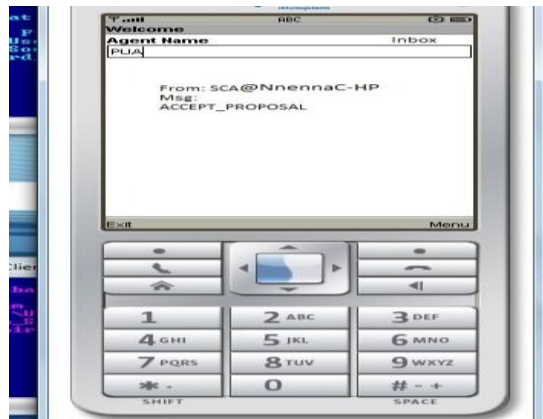 ABC
Welcome
Agent Name Inbox
PUA
From: SCA@NnennaC-HP
Msg:
ACCEPT_PROPOSAL
Exit Menu
1 2 ABC 3 DEF
4 GHI 5 JKL 6 MNO
7 PQRS 8 TUV 9 WXYZ
* - 0 # - +
SHIFT SPACE